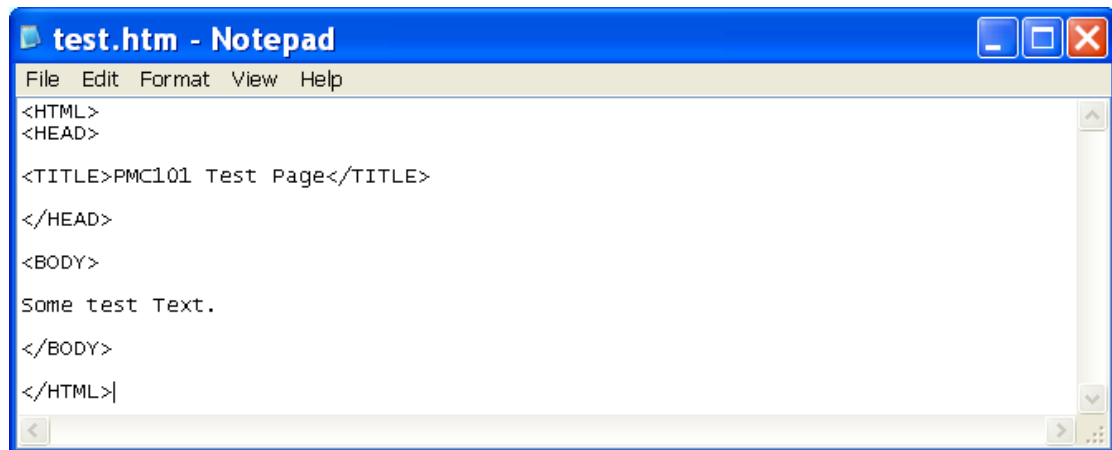 test.htm - Notepad
File Edit Format View Help
<HTML>
<HEAD>
<TITLE>PMC101 Test Page</TITLE>
</HEAD>
<BODY>
Some test Text.
</BODY>
</HTML>